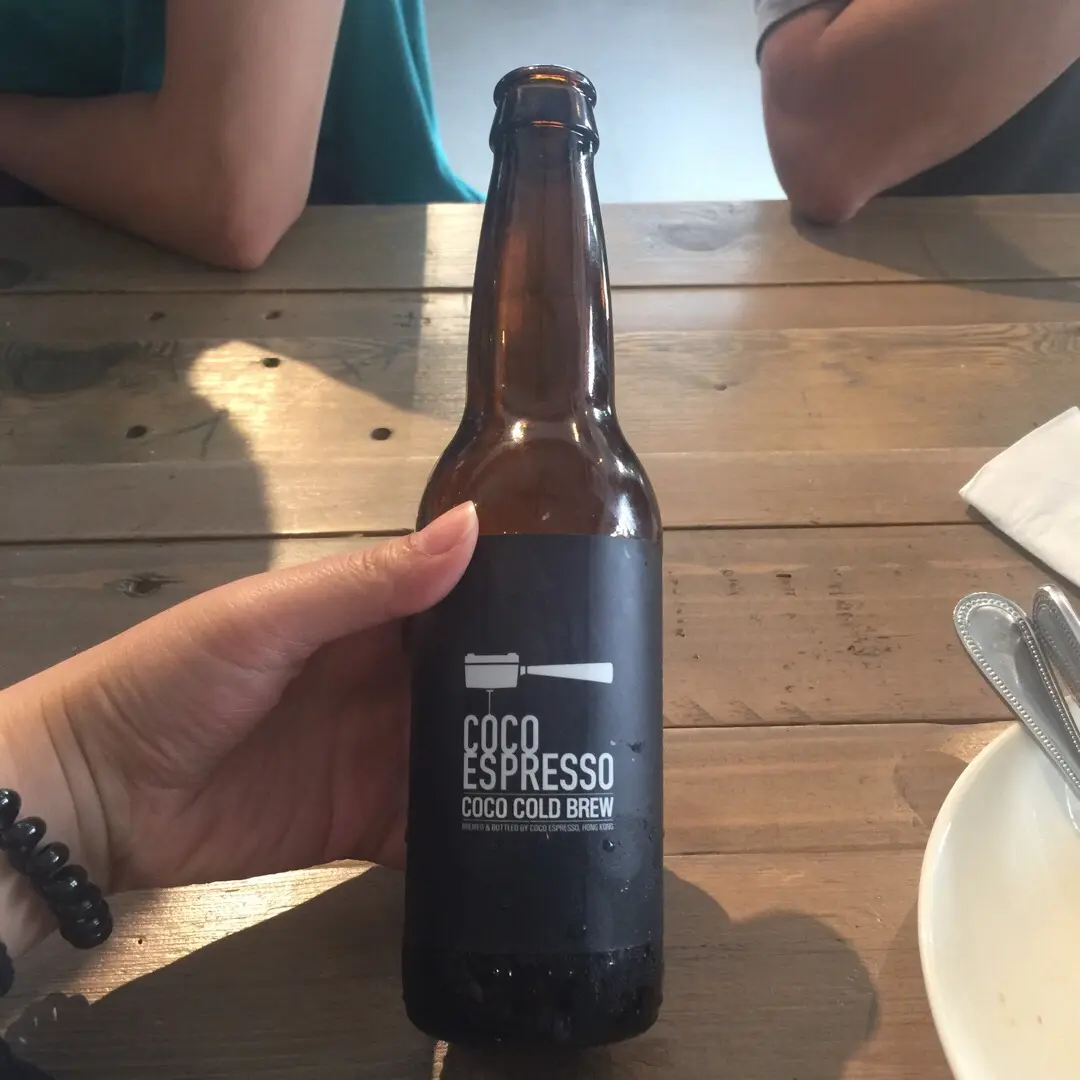 COCO
ESPRESSO
COCO COLD BREW
BREWED & BOTTLED BY COCO ESPRESSO, HONG KONG